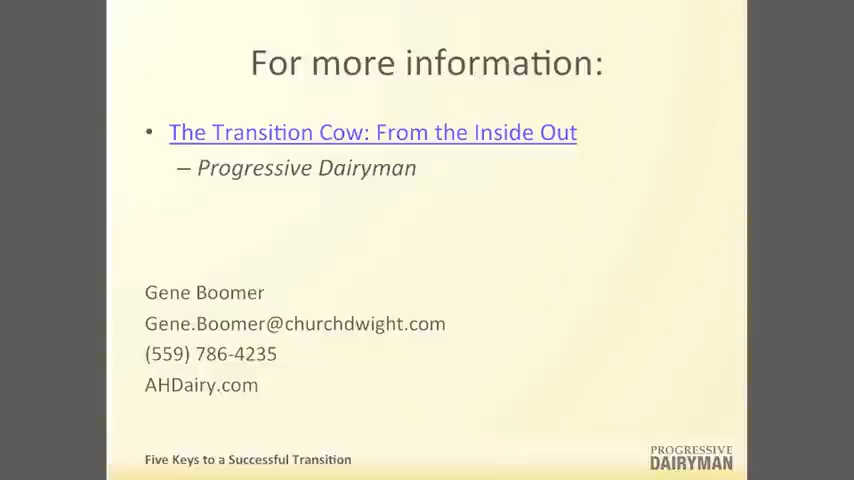 For more information:
• The Transition Cow: From the Inside Out
– Progressive Dairyman
Gene Boomer
Gene.Boomer@churchdwight.com
(559) 786-4235
AHDairy.com
Five Keys to a Successful Transition
PROGRESSIVE
DAIRYMAN